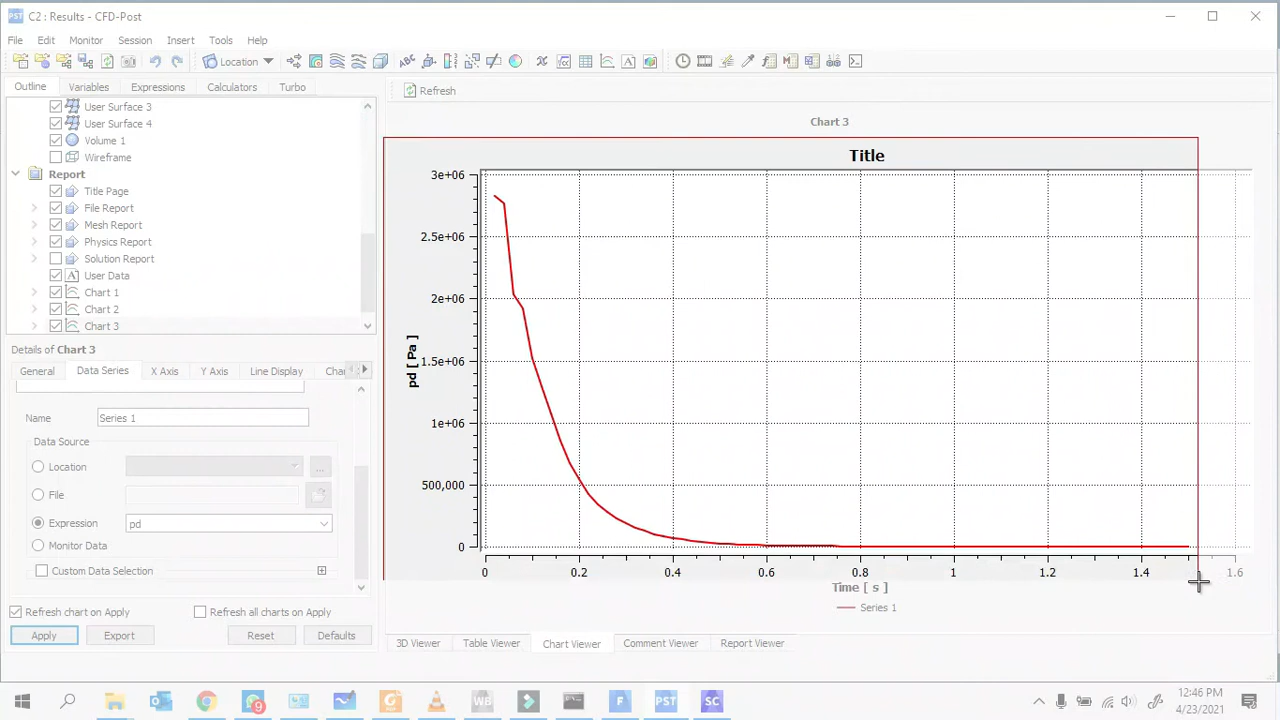 C2 : Results - CFD-Post
File Edit Monitor Session Insert Tools Help
Location
Outline Variables Expressions Calculators Turbo
User Surface 3
User Surface 4
Volume 1
Wireframe
Report
Title Page
File Report
Mesh Report
Physics Report
Solution Report
User Data
Chart 1
Chart 2
Chart 3
Details of Chart 3
General Data Series X Axis Y Axis Line Display
Name Series 1
Data Source
Location ...
File
Expression pd
Monitor Data
Custom Data Selection
Refresh chart on Apply Refresh all charts on Apply
Apply Export Reset Defaults
Refresh
Chart 3
Title
3e+06
2.5e+06
2e+06
1.5e+06
1e+06
500,000
0
pd [ Pa ]
0 0.2 0.4 0.6 0.8 1 1.2 1.4 1.6
Time [ s ]
Series 1
3D Viewer Table Viewer Chart Viewer Comment Viewer Report Viewer
9 WB F PST SC
12:46 PM
4/23/2021